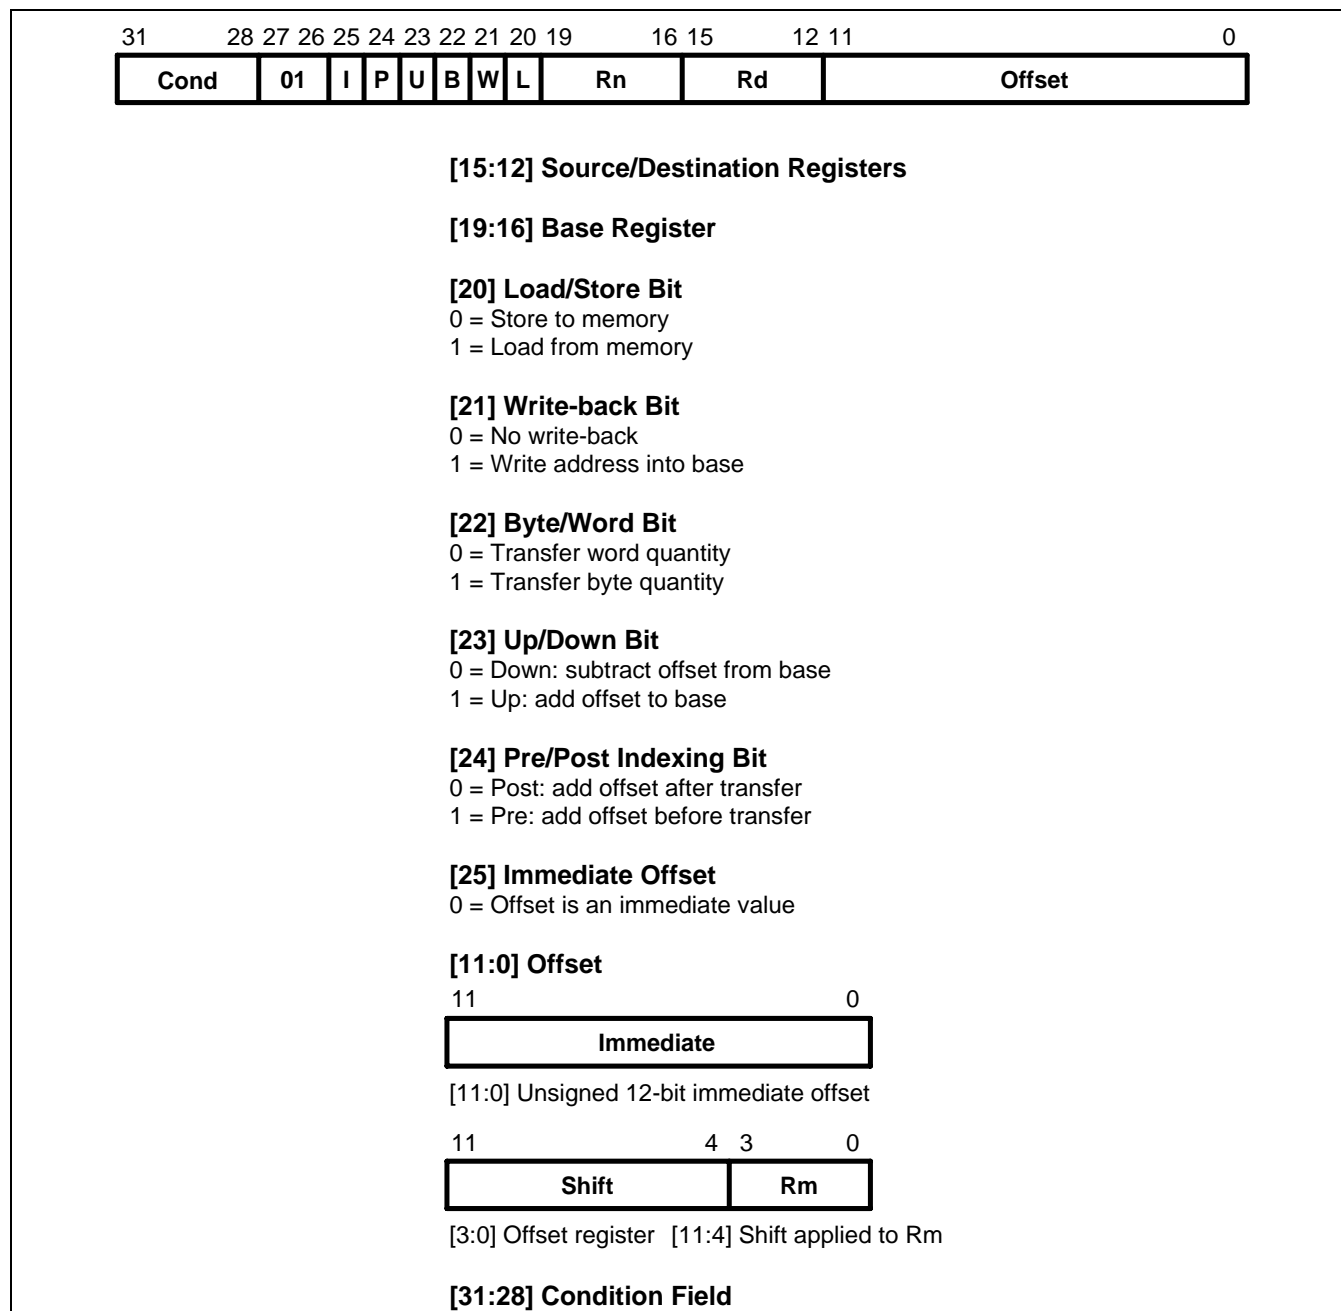 31 28 27 26 25 24 23 22 21 20 19 16 15 12 11 0
Cond 01 I P U B W L Rn Rd Offset
[15:12] Source/Destination Registers
[19:16] Base Register
[20] Load/Store Bit
0 = Store to memory
1 = Load from memory
[21] Write-back Bit
0 = No write-back
1 = Write address into base
[22] Byte/Word Bit
0 = Transfer word quantity
1 = Transfer byte quantity
[23] Up/Down Bit
0 = Down: subtract offset from base
1 = Up: add offset to base
[24] Pre/Post Indexing Bit
0 = Post: add offset after transfer
1 = Pre: add offset before transfer
[25] Immediate Offset
0 = Offset is an immediate value
[11:0] Offset
11 0
Immediate
[11:0] Unsigned 12-bit immediate offset
11 4 3 0
Shift Rm
[3:0] Offset register [11:4] Shift applied to Rm
[31:28] Condition Field